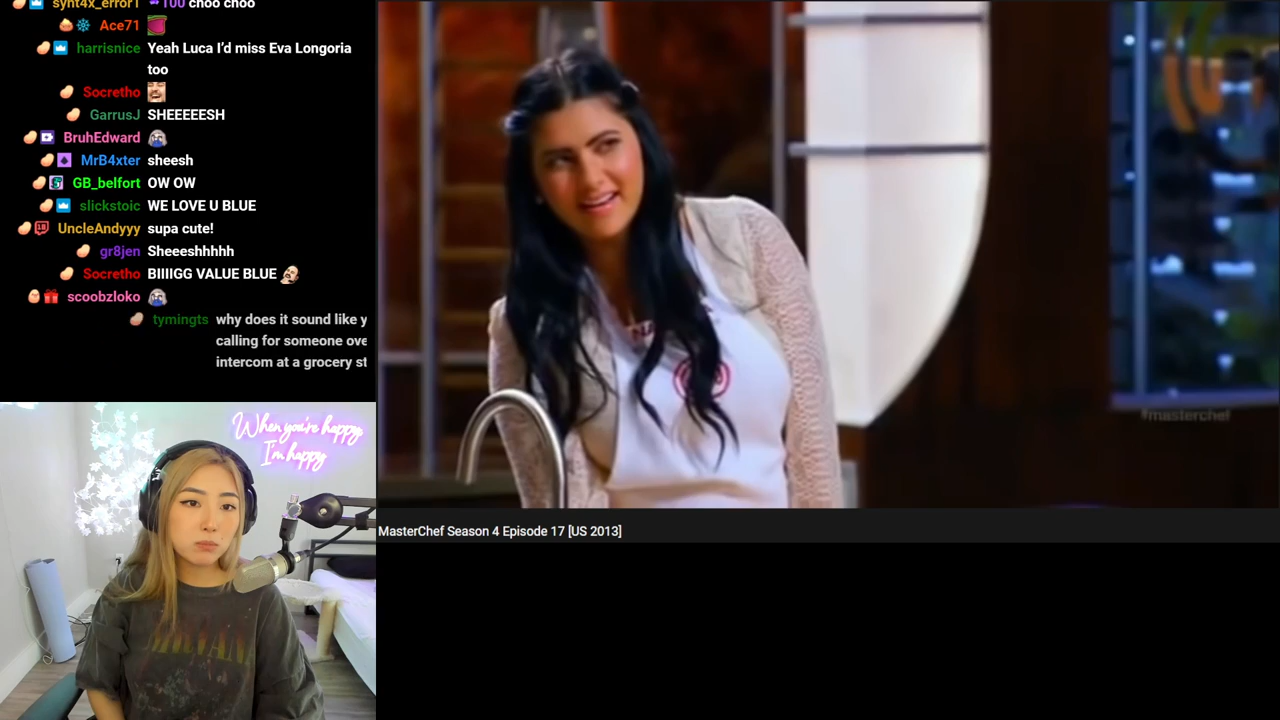 synt4x_error1 100 choo choo
Ace71
harrisnice Yeah Luca I'd miss Eva Longoria
too
Socretho
GarrusJ SHEEEEESH
BruhEdward
MrB4xter sheesh
GB_belfort OW OW
slickstoic WE LOVE U BLUE
UncleAndyyy supa cute!
gr8jen Sheeeshhhhh
Socretho BIIIIGG VALUE BLUE
scoobzloko
tymingts why does it sound like y
calling for someone ove
intercom at a grocery st
When you're happy,
I'm happy
#masterchef
MasterChef Season 4 Episode 17 [US 2013]